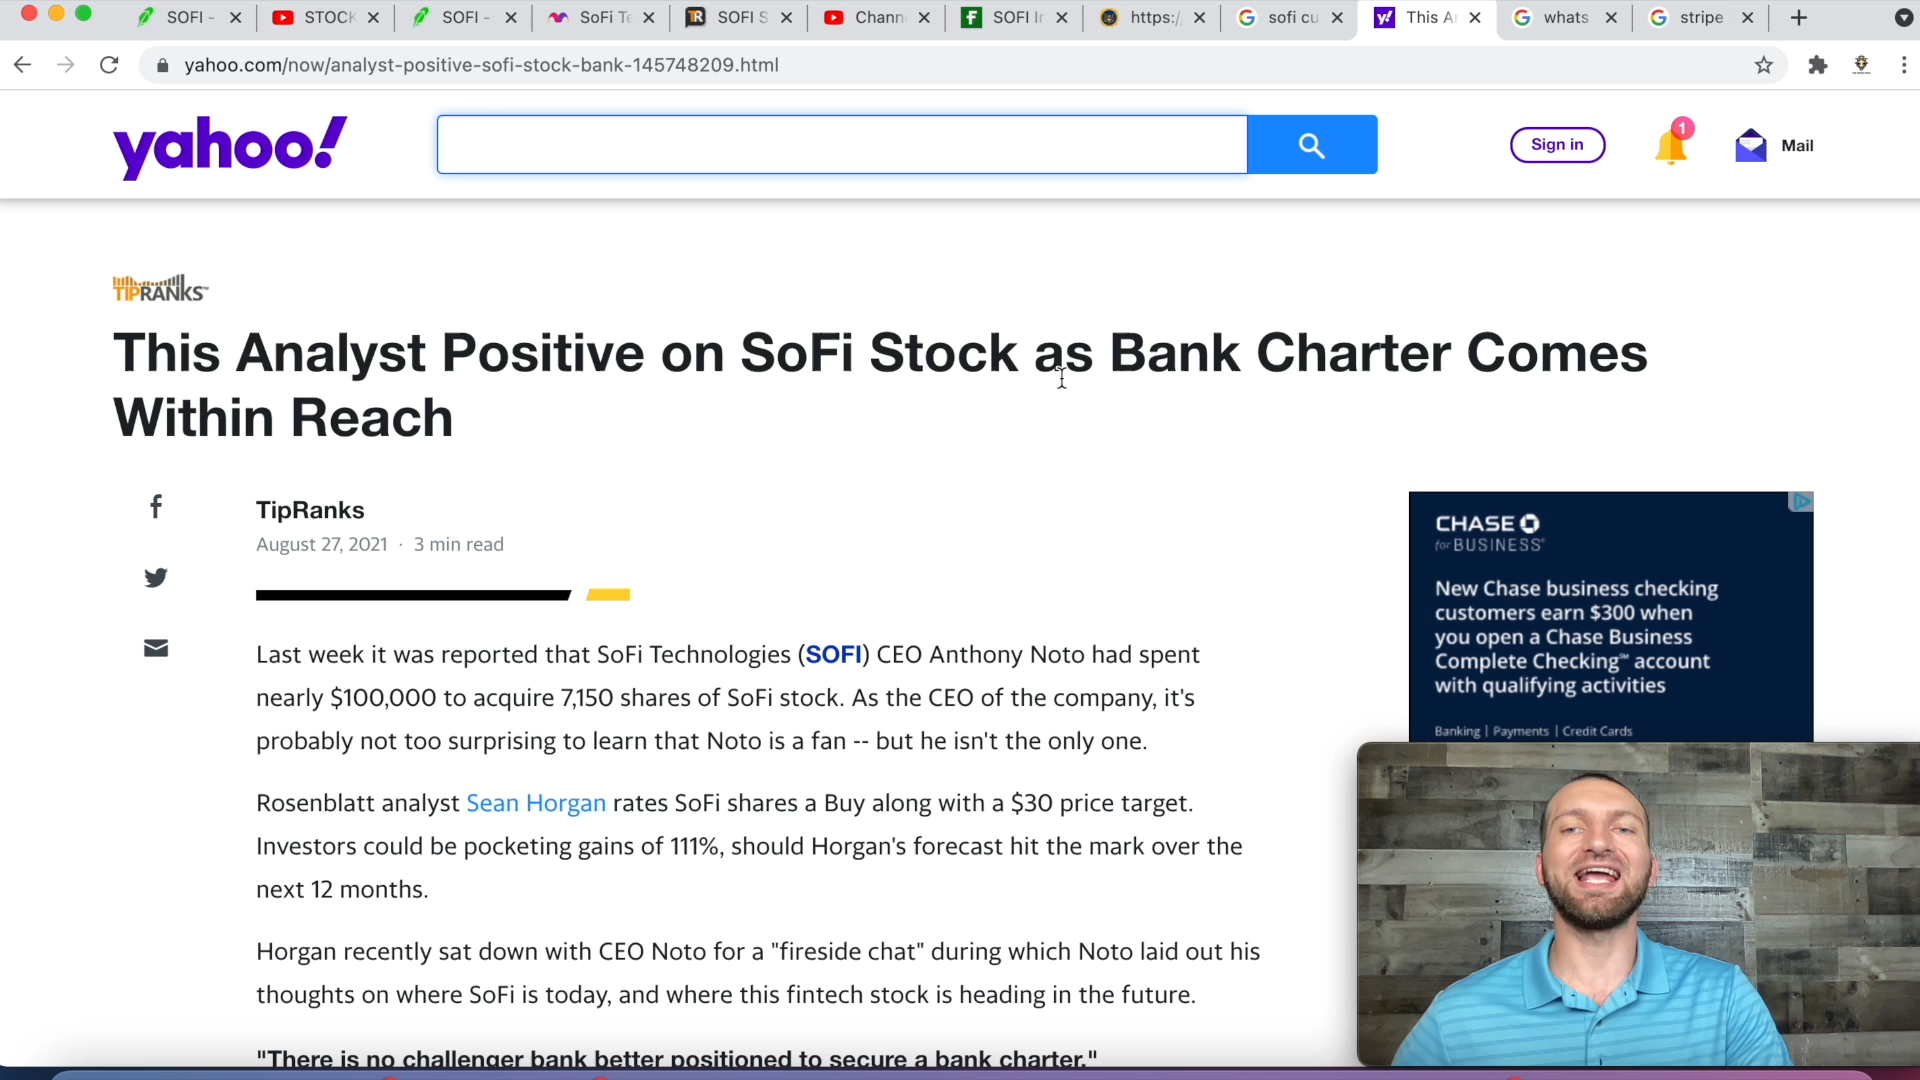 SOFI -
STOCK
SOFI -
SoFi Te
SOFI S
Chann
SOFI In
https:/
sofi cu
This A
whats
stripe
yahoo.com/now/analyst-positive-sofi-stock-bank-145748209.html
yahoo!
Sign in
1
Mail
TIPRANKS™
This Analyst Positive on SoFi Stock as Bank Charter Comes
Within Reach
TipRanks
August 27, 2021 · 3 min read
Last week it was reported that SoFi Technologies (SOFI) CEO Anthony Noto had spent
nearly $100,000 to acquire 7,150 shares of SoFi stock. As the CEO of the company, it's
probably not too surprising to learn that Noto is a fan -- but he isn't the only one.
Rosenblatt analyst Sean Horgan rates SoFi shares a Buy along with a $30 price target.
Investors could be pocketing gains of 111%, should Horgan's forecast hit the mark over the
next 12 months.
Horgan recently sat down with CEO Noto for a "fireside chat" during which Noto laid out his
thoughts on where SoFi is today, and where this fintech stock is heading in the future.
"There is no challenger bank better positioned to secure a bank charter."
CHASE
for BUSINESS®
New Chase business checking
customers earn $300 when
you open a Chase Business
Complete Checking℠ account
with qualifying activities
Banking | Payments | Credit Cards